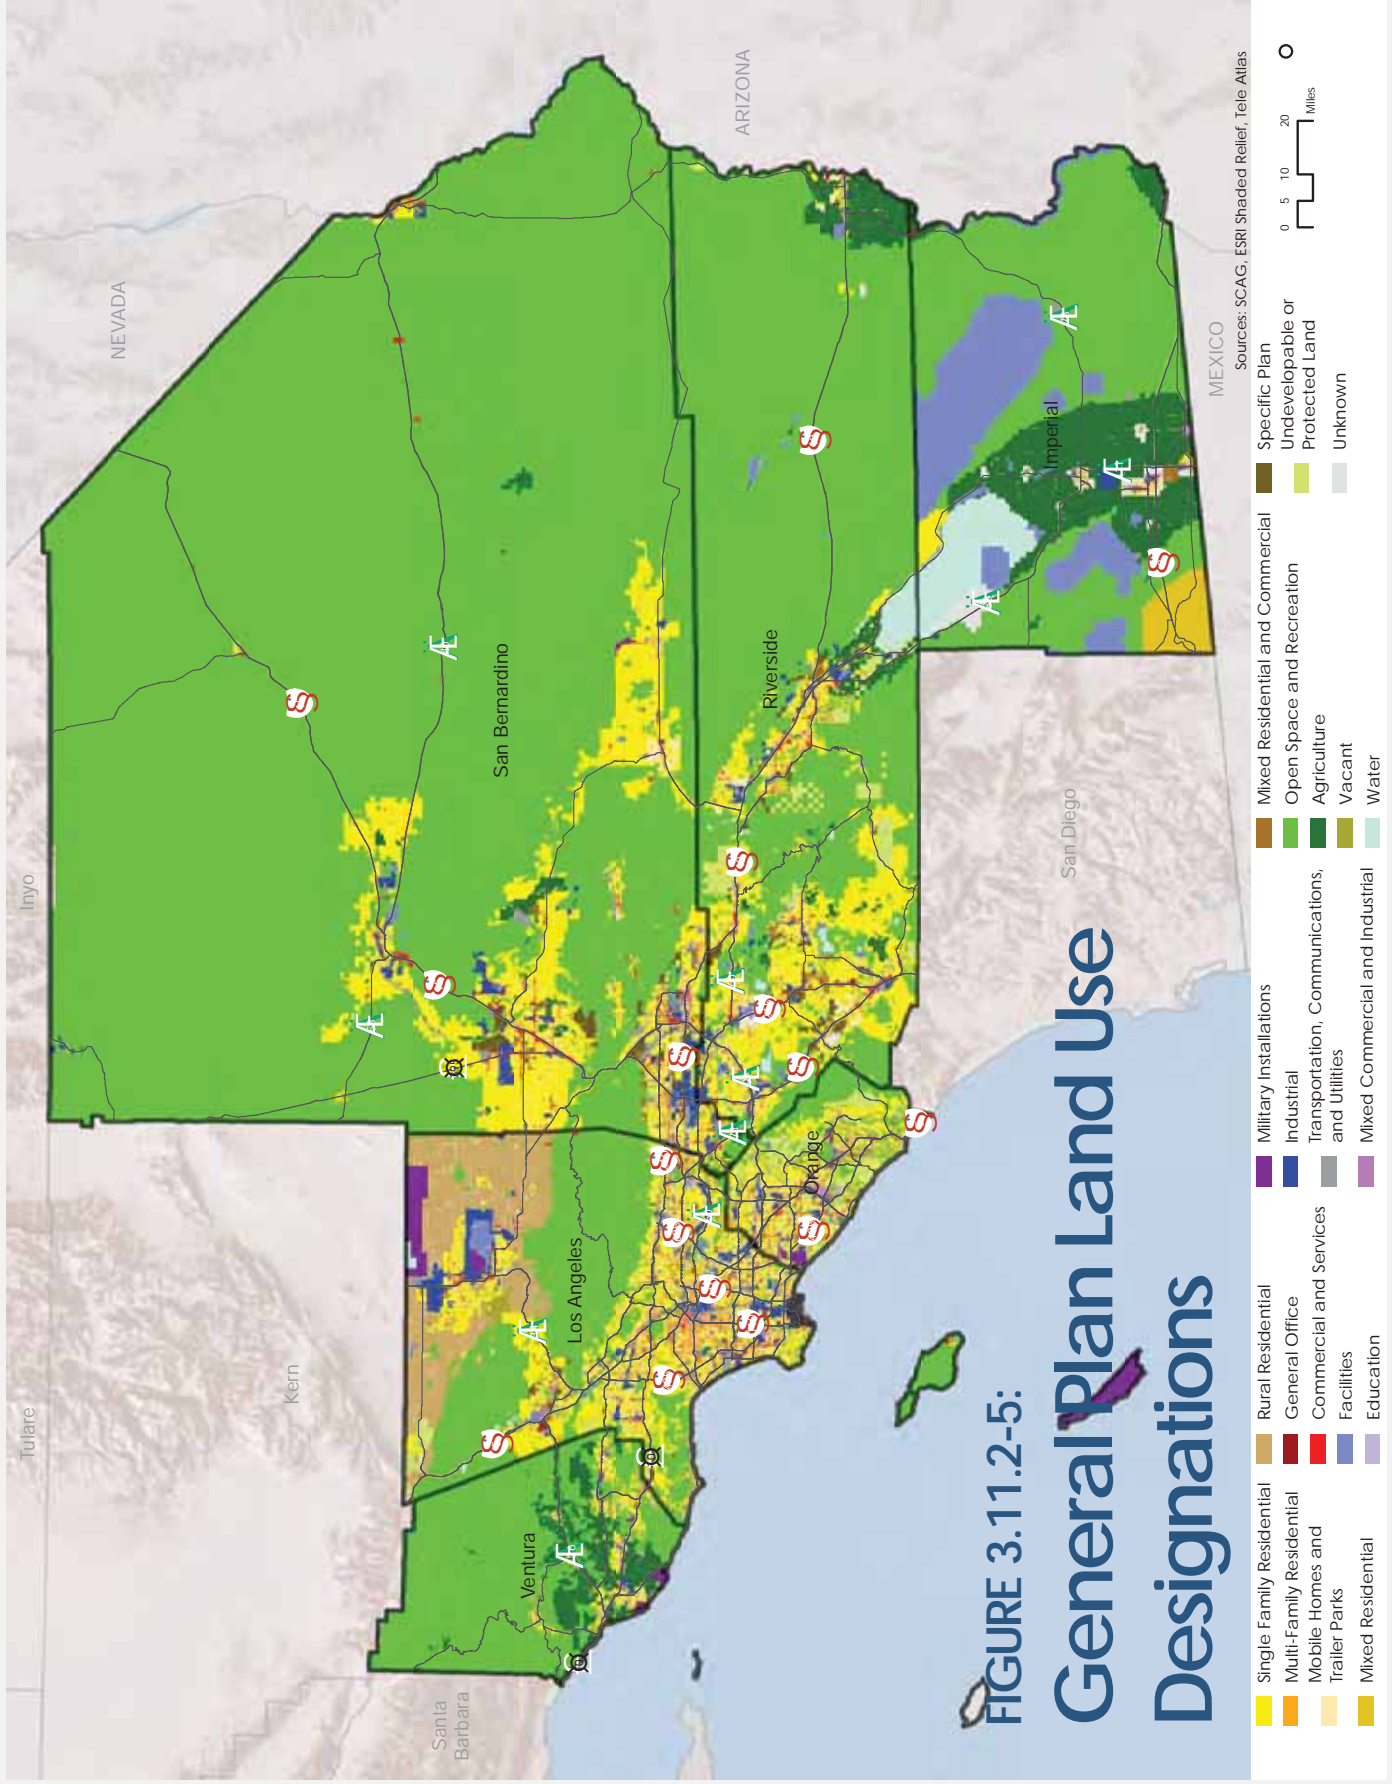 FIGURE 3.11.2-5:
General Plan Land Use
Designations
Tulare
Inyo
Kern
NEVADA
ARIZONA
MEXICO
San Diego
Santa
Barbara
Ventura
Los Angeles
San Bernardino
Orange
Riverside
Imperial
Sources: SCAG, ESRI Shaded Relief, Tele Atlas
Single Family Residential
Multi-Family Residential
Mobile Homes and
Trailer Parks
Mixed Residential
Rural Residential
General Office
Commercial and Services
Facilities
Education
Military Installations
Industrial
Transportation, Communications,
and Utilities
Mixed Commercial and Industrial
Mixed Residential and Commercial
Open Space and Recreation
Agriculture
Vacant
Water
Specific Plan
Undevelopable or
Protected Land
Unknown
0 5 10 20
Miles